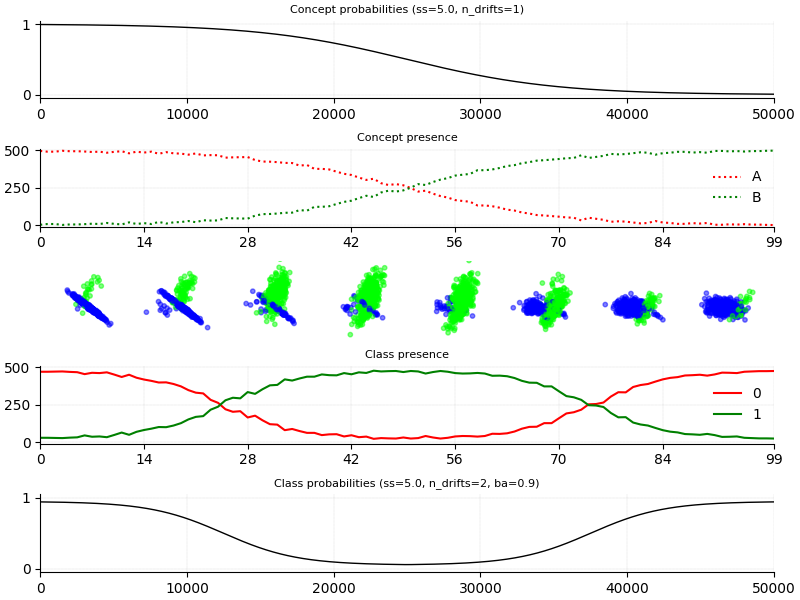 Concept probabilities (ss=5.0, n_drifts=1)
1
0
0 10000 20000 30000 40000 50000
Concept presence
500
250
0
A
B
0 14 28 42 56 70 84 99
Class presence
500
250
0
0
1
0 14 28 42 56 70 84 99
Class probabilities (ss=5.0, n_drifts=2, ba=0.9)
1
0
0 10000 20000 30000 40000 50000